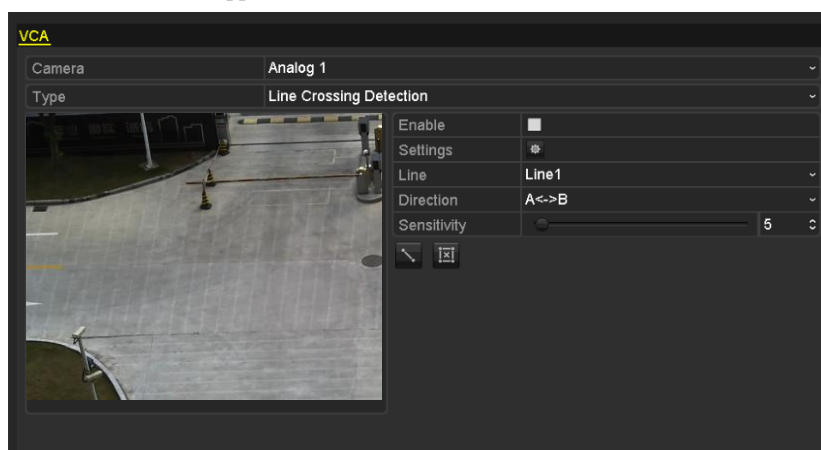 VCA
Camera Analog 1
Type Line Crossing Detection
Enable
Settings
Line Line1
Direction A<->B
Sensitivity 5